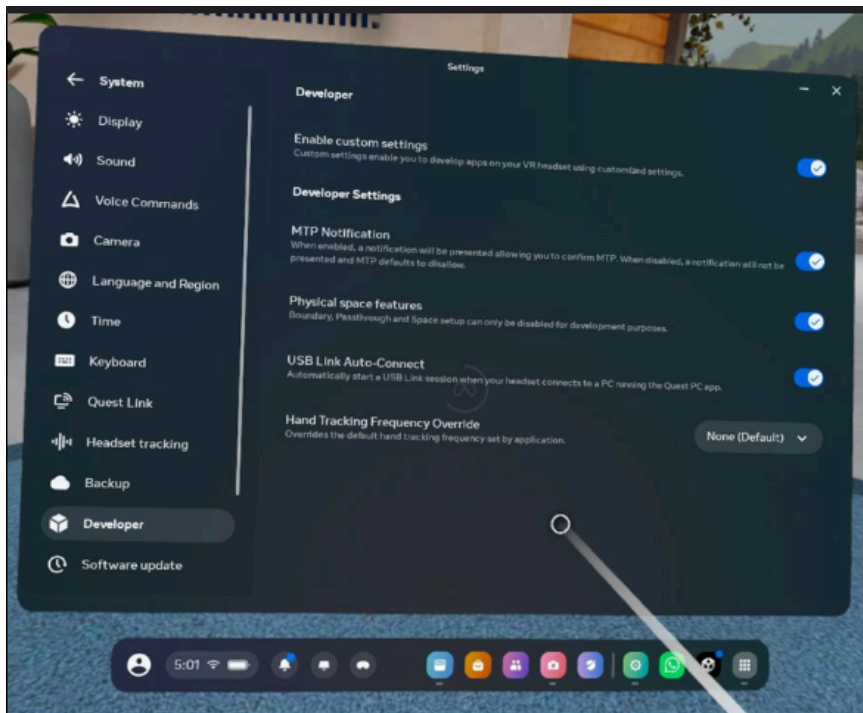 Settings
System
Display
Sound
Voice Commands
Camera
Language and Region
Time
Keyboard
Quest Link
Headset tracking
Backup
Developer
Software update
Developer
Enable custom settings
Custom settings enable you to develop apps on your VR headset using customized settings.
Developer Settings
MTP Notification
When enabled, a notification will be presented allowing you to confirm MTP. When disabled, a notification will not be
presented and MTP defaults to disallow.
Physical space features
Boundary, Passthrough and Space setup can only be disabled for development purposes.
USB Link Auto-Connect
Automatically start a USB Link session when your headset connects to a PC running the Quest PC app.
Hand Tracking Frequency Override
Overrides the default hand tracking frequency set by application.
None (Default)
5:01